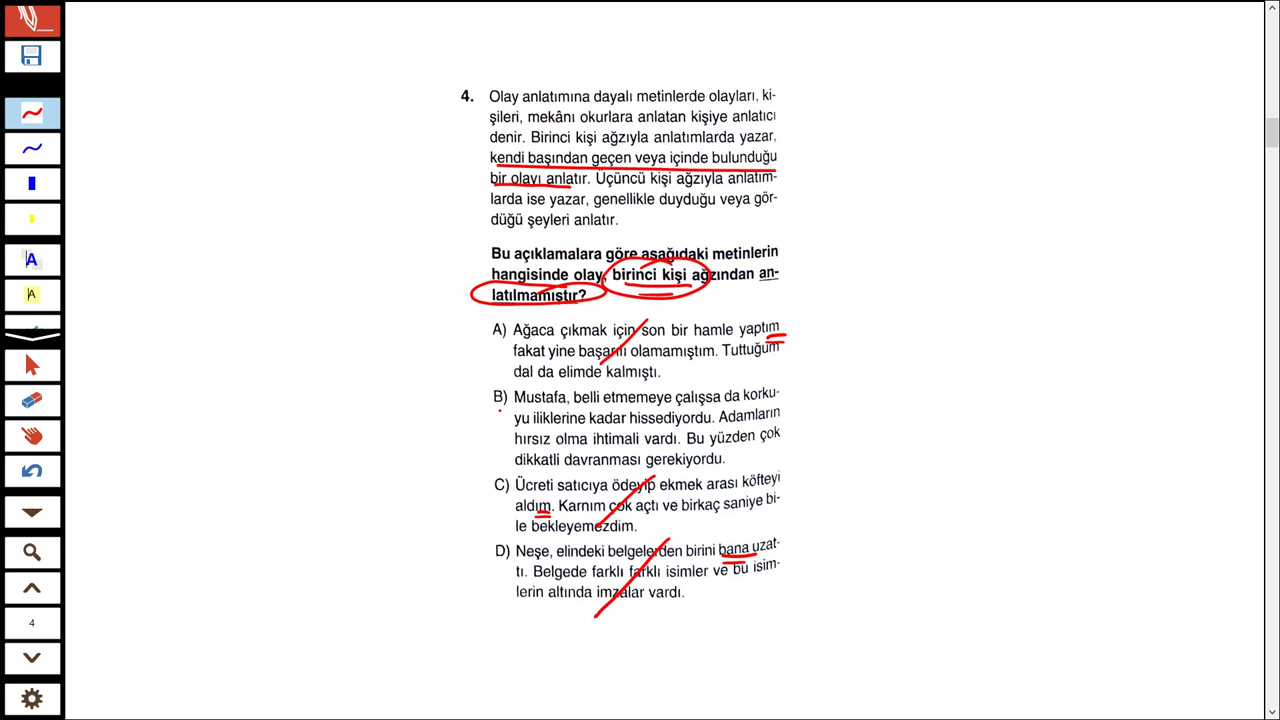 4. Olay anlatımına dayalı metinlerde olayları, ki-
şileri, mekânı okurlara anlatan kişiye anlatıcı
denir. Birinci kişi ağzıyla anlatımlarda yazar,
kendi başından geçen veya içinde bulunduğu
bir olayı anlatır. Üçüncü kişi ağzıyla anlatım-
larda ise yazar, genellikle duyduğu veya gör-
düğü şeyleri anlatır.
Bu açıklamalara göre aşağıdaki metinlerin
hangisinde olay, birinci kişi ağzından an-
latılmamıştır?
A) Ağaca çıkmak için son bir hamle yaptım
fakat yine başarılı olamamıştım. Tuttuğum
dal da elimde kalmıştı.
B) Mustafa, belli etmemeye çalışsa da korku-
yu iliklerine kadar hissediyordu. Adamların
hırsız olma ihtimali vardı. Bu yüzden çok
dikkatli davranması gerekiyordu.
C) Ücreti satıcıya ödeyip ekmek arası köfteyi
aldım. Karnım çok açtı ve birkaç saniye bi-
le bekleyemezdim.
D) Neşe, elindeki belgelerden birini bana uzat-
tı. Belgede farklı farklı isimler ve bu isim-
lerin altında imzalar vardı.
A
A
4